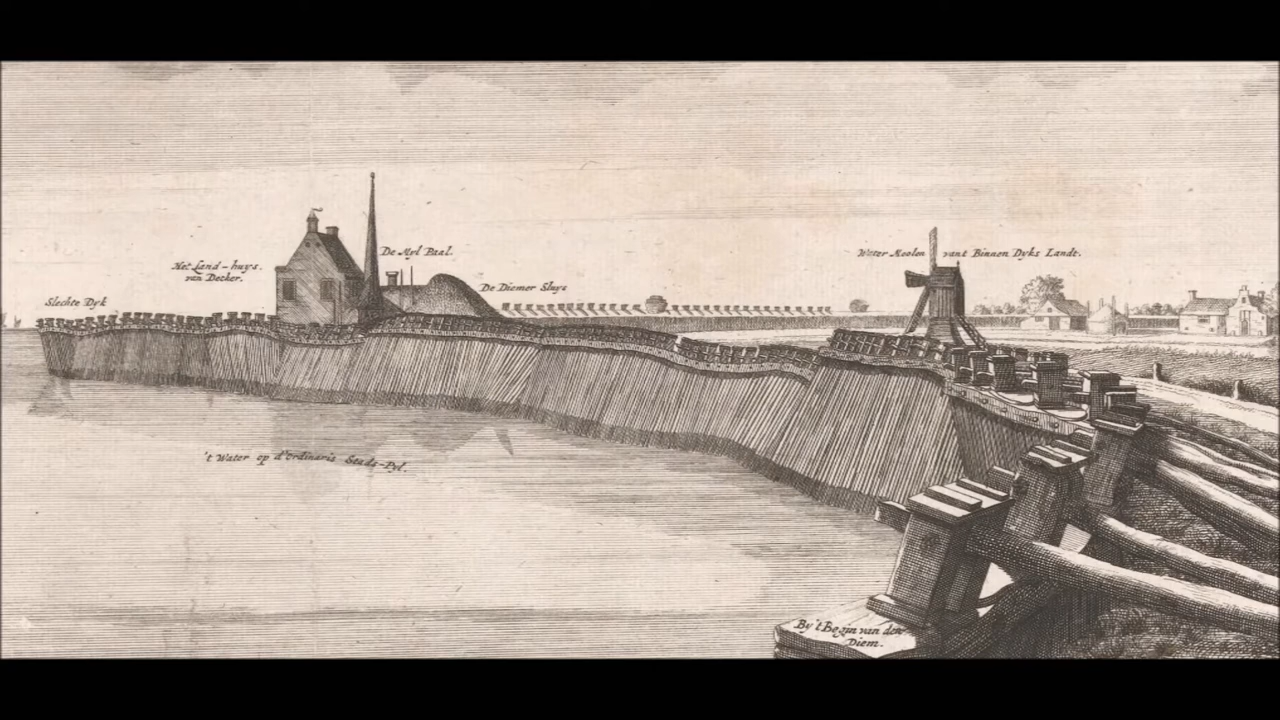 De Myl Paal.
Water Moolen vant Binnen Dyks Landt.
Het Land-huys.
van Decker.
De Diemer Sluys
Slechte Dyk
't Water op d'ordinaris Stads-Pyl.
By 't Begin van den
Diem.